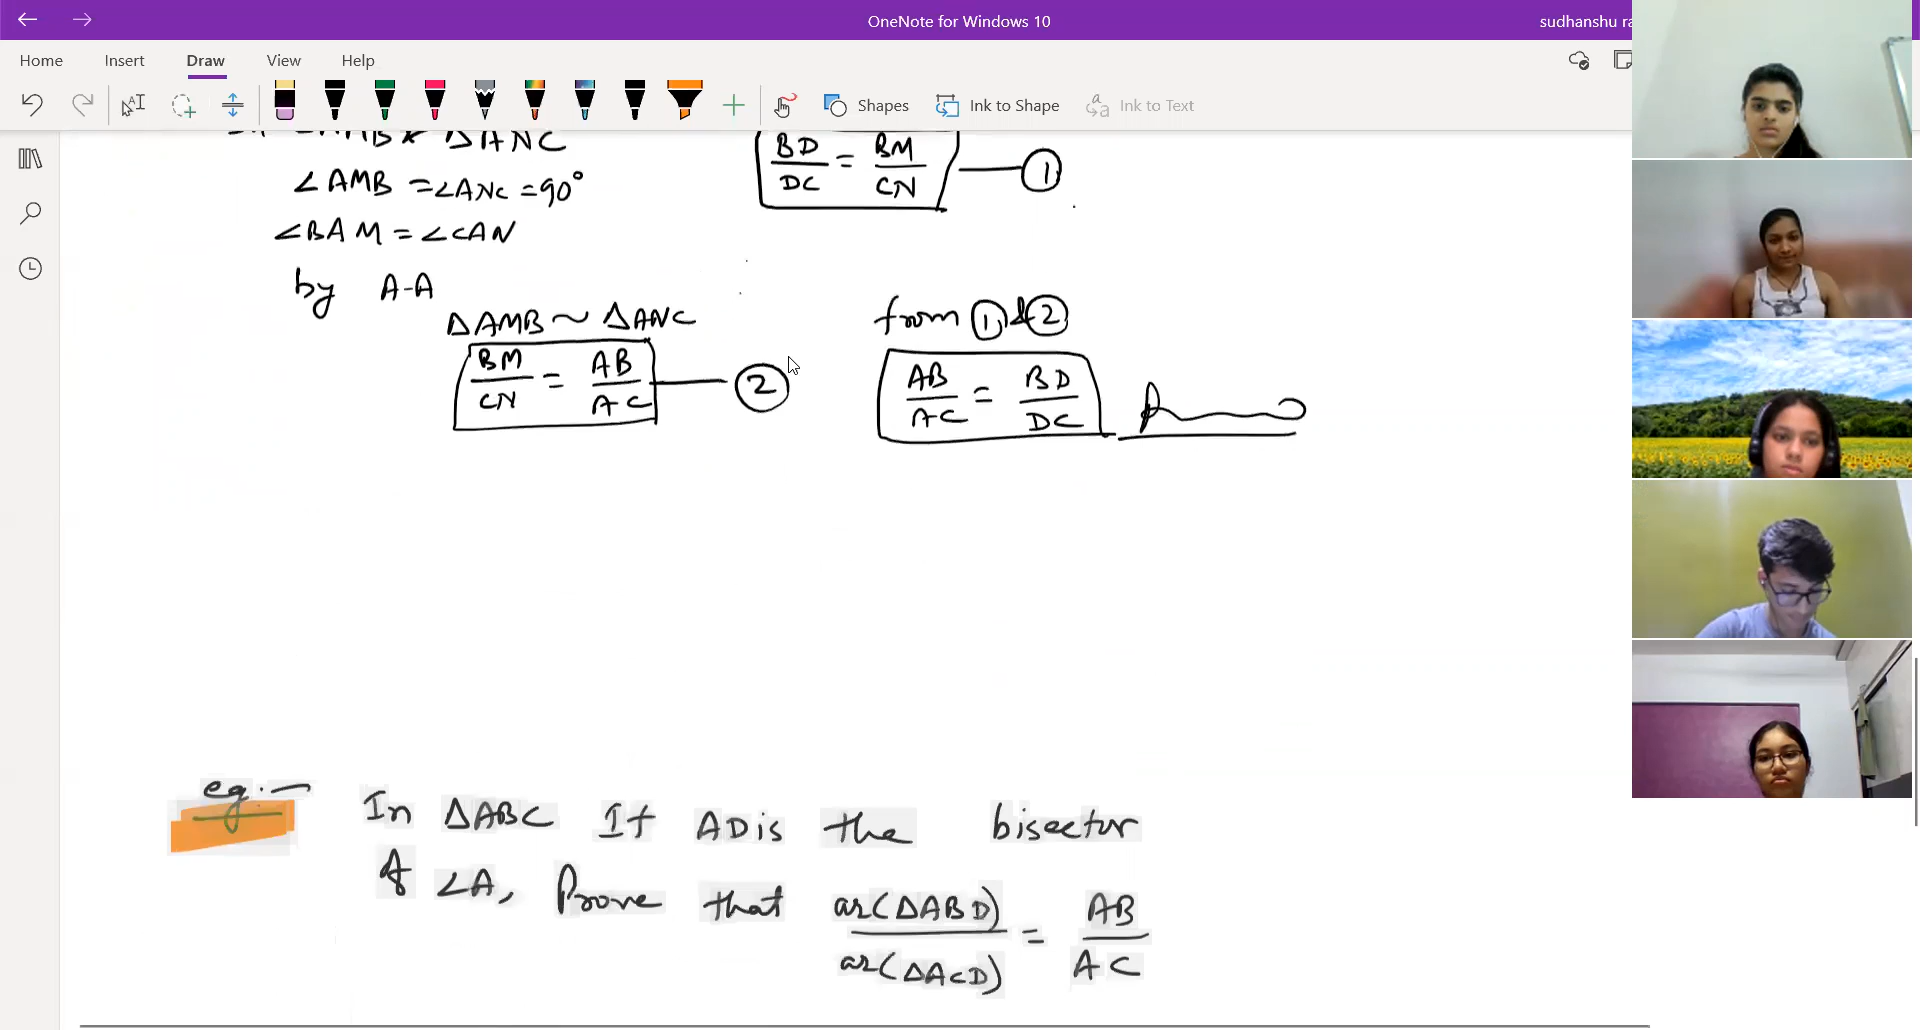 OneNote for Windows 10
sudhanshu ra
Home Insert Draw View Help
Shapes Ink to Shape Ink to Text
ΔANC
∠AMB = ∠ANC = 90°
∠BAM = ∠CAN
by A-A
ΔAMB ~ ΔANC
BM/CN = AB/AC — ②
BD/DC = BM/CN — ①
from ① & ②
AB/AC = BD/DC
eg:-
In ΔABC If AD is the bisector
of ∠A, Prove that ar(ΔABD)/ar(ΔACD) = AB/AC